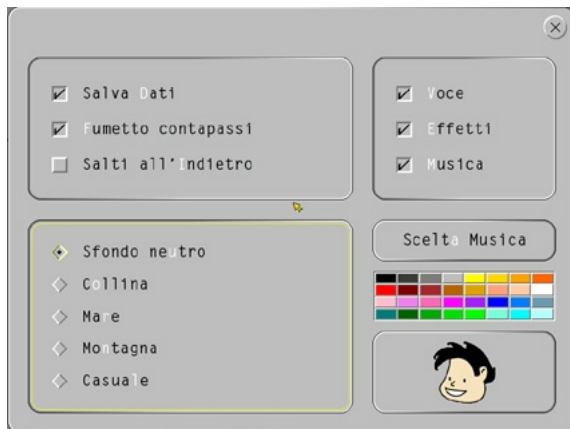 Salva Dati
Fumetto contapassi
Salti all'Indietro
Voce
Effetti
Musica
Sfondo neutro
Collina
Mare
Montagna
Casuale
Scelta Musica